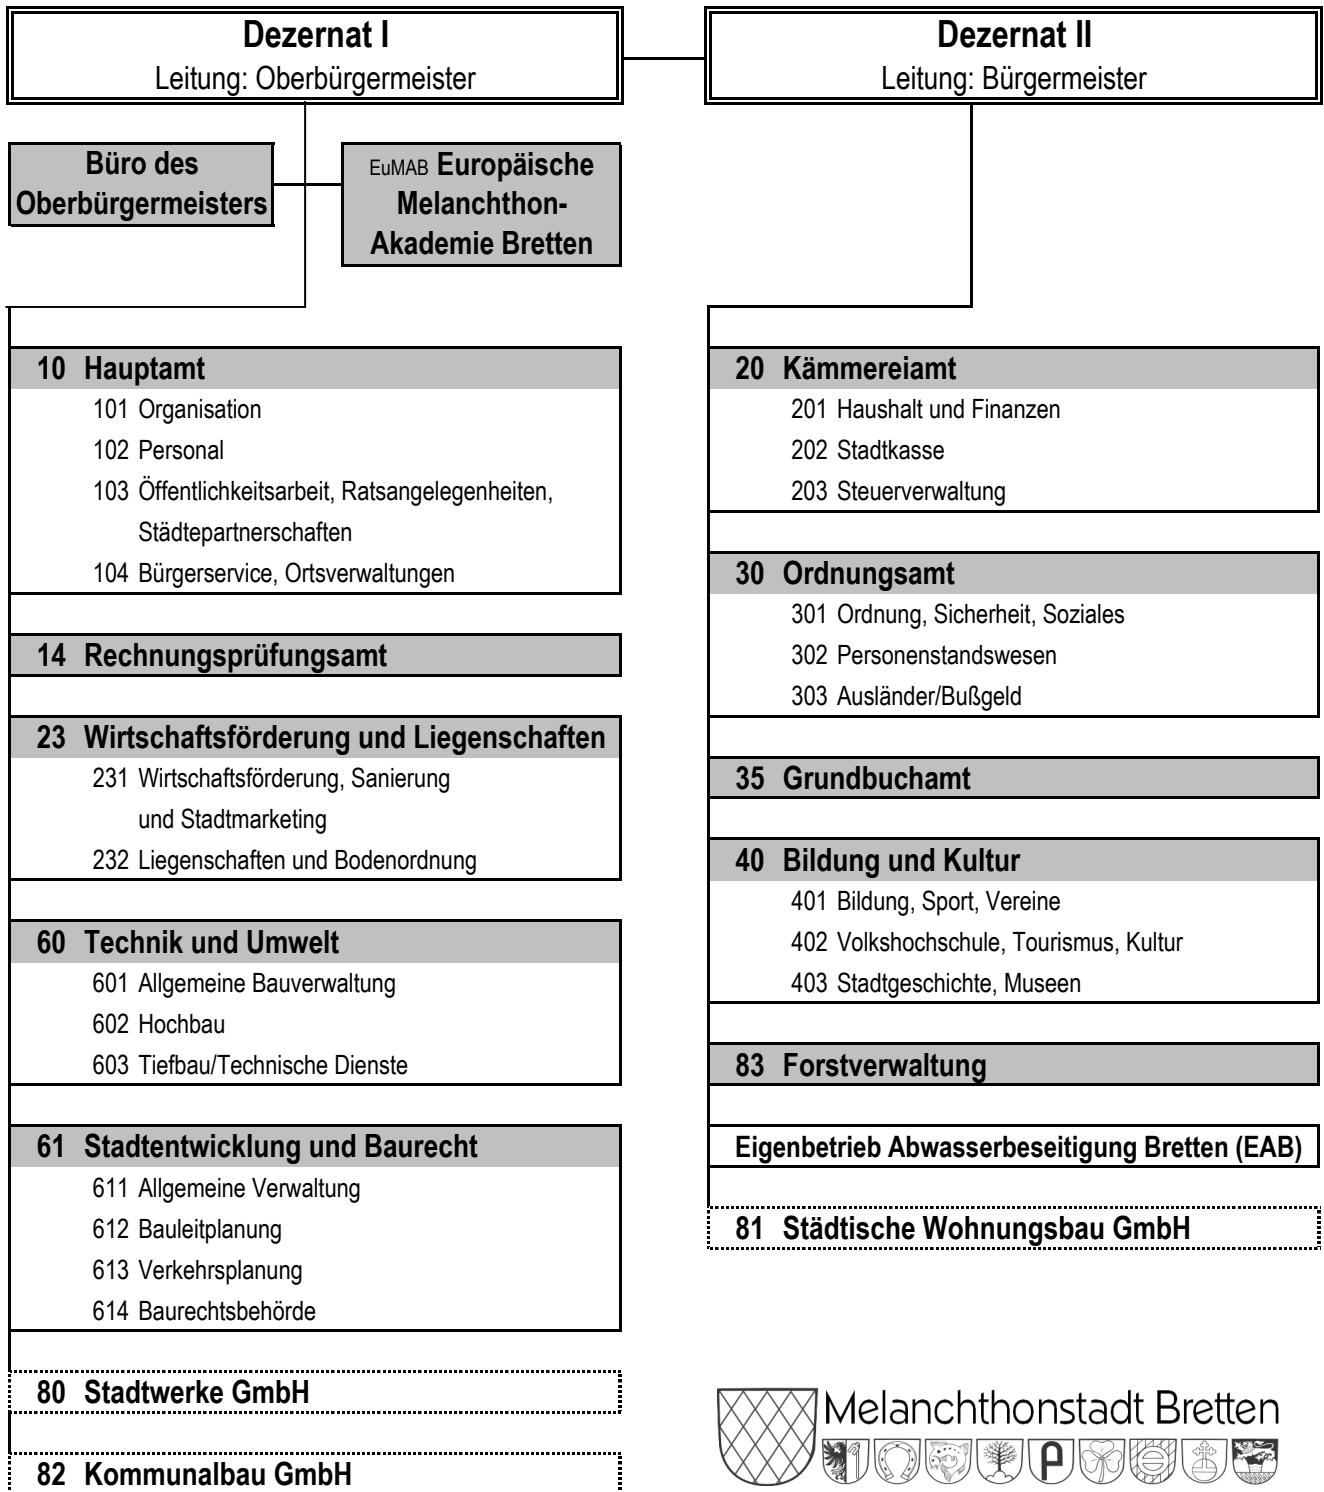 Dezernat I
Leitung: Oberbürgermeister
Büro des
Oberbürgermeisters
EuMAB Europäische
Melanchthon-
Akademie Bretten
10 Hauptamt
101 Organisation
102 Personal
103 Öffentlichkeitsarbeit, Ratsangelegenheiten,
Städtepartnerschaften
104 Bürgerservice, Ortsverwaltungen
14 Rechnungsprüfungsamt
23 Wirtschaftsförderung und Liegenschaften
231 Wirtschaftsförderung, Sanierung
und Stadtmarketing
232 Liegenschaften und Bodenordnung
60 Technik und Umwelt
601 Allgemeine Bauverwaltung
602 Hochbau
603 Tiefbau/Technische Dienste
61 Stadtentwicklung und Baurecht
611 Allgemeine Verwaltung
612 Bauleitplanung
613 Verkehrsplanung
614 Baurechtsbehörde
80 Stadtwerke GmbH
82 Kommunalbau GmbH
Dezernat II
Leitung: Bürgermeister
20 Kämmereiamt
201 Haushalt und Finanzen
202 Stadtkasse
203 Steuerverwaltung
30 Ordnungsamt
301 Ordnung, Sicherheit, Soziales
302 Personenstandswesen
303 Ausländer/Bußgeld
35 Grundbuchamt
40 Bildung und Kultur
401 Bildung, Sport, Vereine
402 Volkshochschule, Tourismus, Kultur
403 Stadtgeschichte, Museen
83 Forstverwaltung
Eigenbetrieb Abwasserbeseitigung Bretten (EAB)
81 Städtische Wohnungsbau GmbH
Melanchthonstadt Bretten